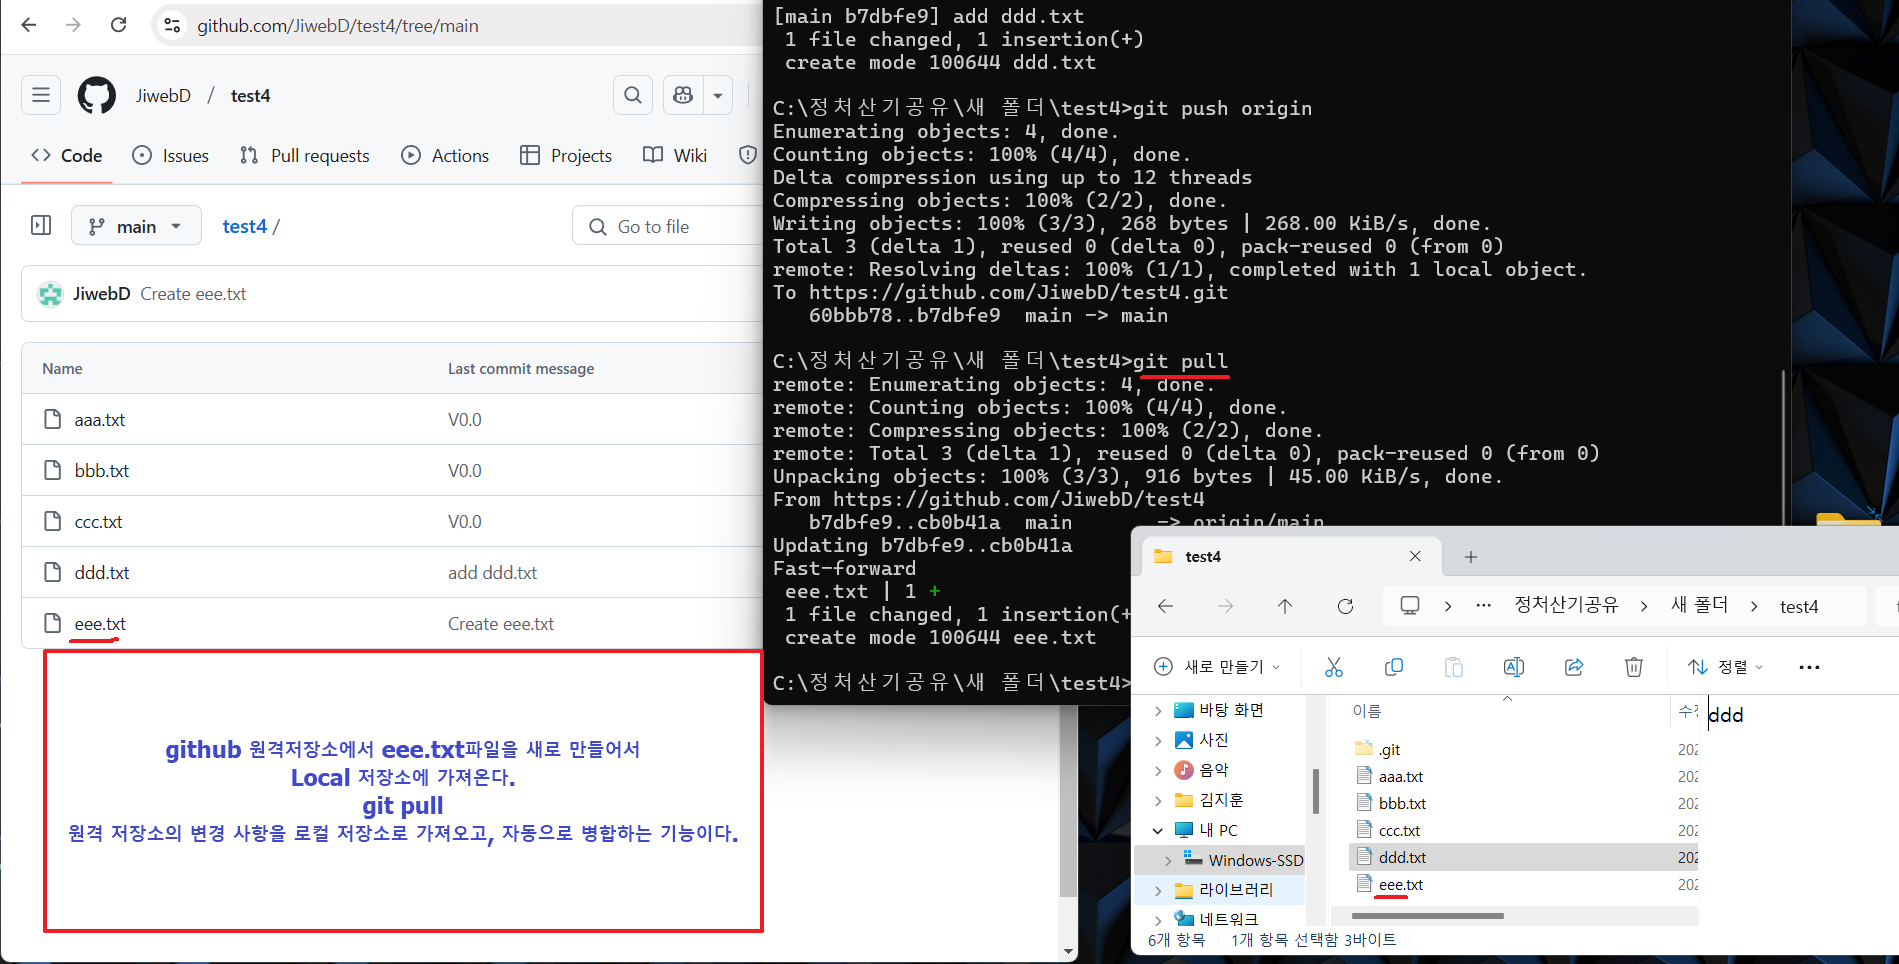 github.com/JiwebD/test4/tree/main
JiwebD / test4
Code Issues Pull requests Actions Projects Wiki
main test4 / Go to file
JiwebD Create eee.txt
Name Last commit message
aaa.txt V0.0
bbb.txt V0.0
ccc.txt V0.0
ddd.txt add ddd.txt
eee.txt Create eee.txt
github 원격저장소에서 eee.txt파일을 새로 만들어서
Local 저장소에 가져온다.
git pull
원격 저장소의 변경 사항을 로컬 저장소로 가져오고, 자동으로 병합하는 기능이다.
[main b7dbfe9] add ddd.txt
1 file changed, 1 insertion(+)
create mode 100644 ddd.txt
C:\정처산기공유\새 폴더\test4>git push origin
Enumerating objects: 4, done.
Counting objects: 100% (4/4), done.
Delta compression using up to 12 threads
Compressing objects: 100% (2/2), done.
Writing objects: 100% (3/3), 268 bytes | 268.00 KiB/s, done.
Total 3 (delta 1), reused 0 (delta 0), pack-reused 0 (from 0)
remote: Resolving deltas: 100% (1/1), completed with 1 local object.
To https://github.com/JiwebD/test4.git
60bbb78..b7dbfe9 main -> main
C:\정처산기공유\새 폴더\test4>git pull
remote: Enumerating objects: 4, done.
remote: Counting objects: 100% (4/4), done.
remote: Compressing objects: 100% (2/2), done.
remote: Total 3 (delta 1), reused 0 (delta 0), pack-reused 0 (from 0)
Unpacking objects: 100% (3/3), 916 bytes | 45.00 KiB/s, done.
From https://github.com/JiwebD/test4
b7dbfe9..cb0b41a main -> origin/main
Updating b7dbfe9..cb0b41a
Fast-forward
eee.txt | 1 +
1 file changed, 1 insertion(+
create mode 100644 eee.txt
C:\정처산기공유\새 폴더\test4>
test4
정처산기공유 > 새 폴더 > test4
새로 만들기 정렬
바탕 화면
사진
음악
김지훈
내 PC
Windows-SSD
라이브러리
네트워크
이름
.git
aaa.txt
bbb.txt
ccc.txt
ddd.txt
eee.txt
ddd
6개 항목 1개 항목 선택함 3바이트